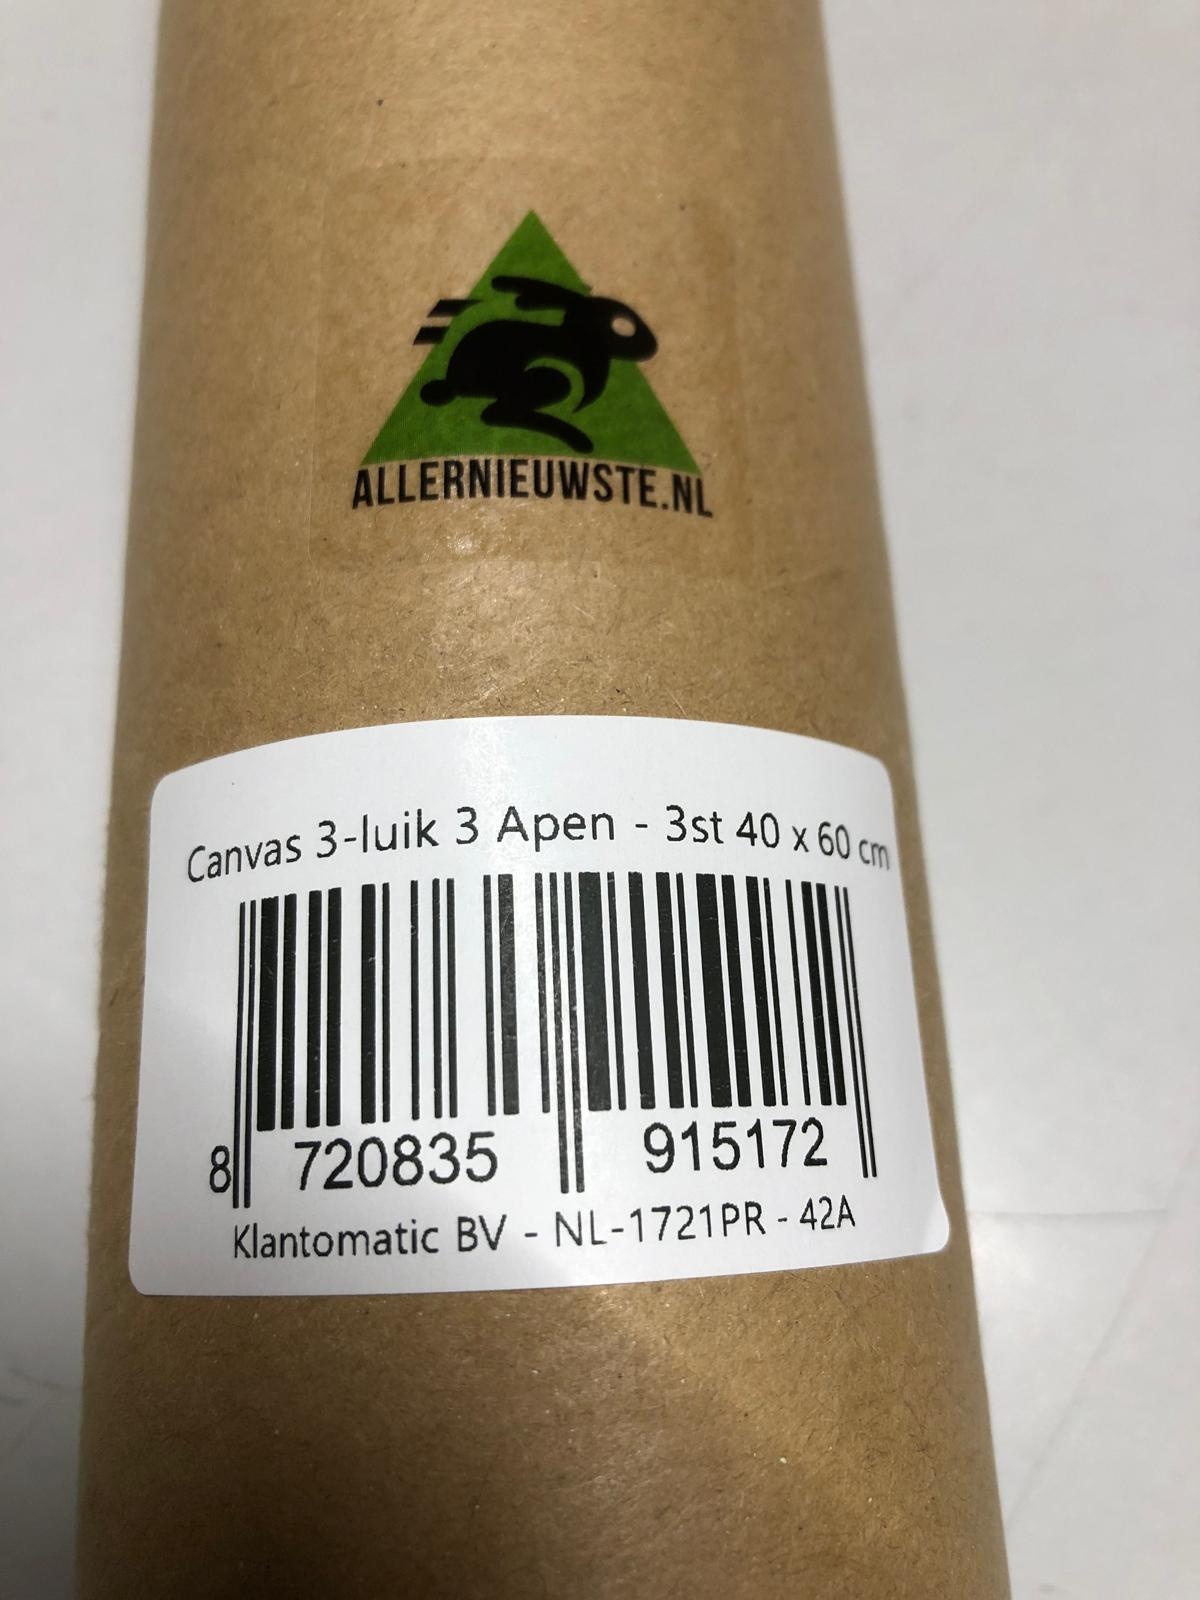 ALLERNIEUWSTE.NL
Canvas 3-luik 3 Apen - 3st 40 x 60 cm
8 720835 915172
Klantomatic BV - NL-1721PR - 42A